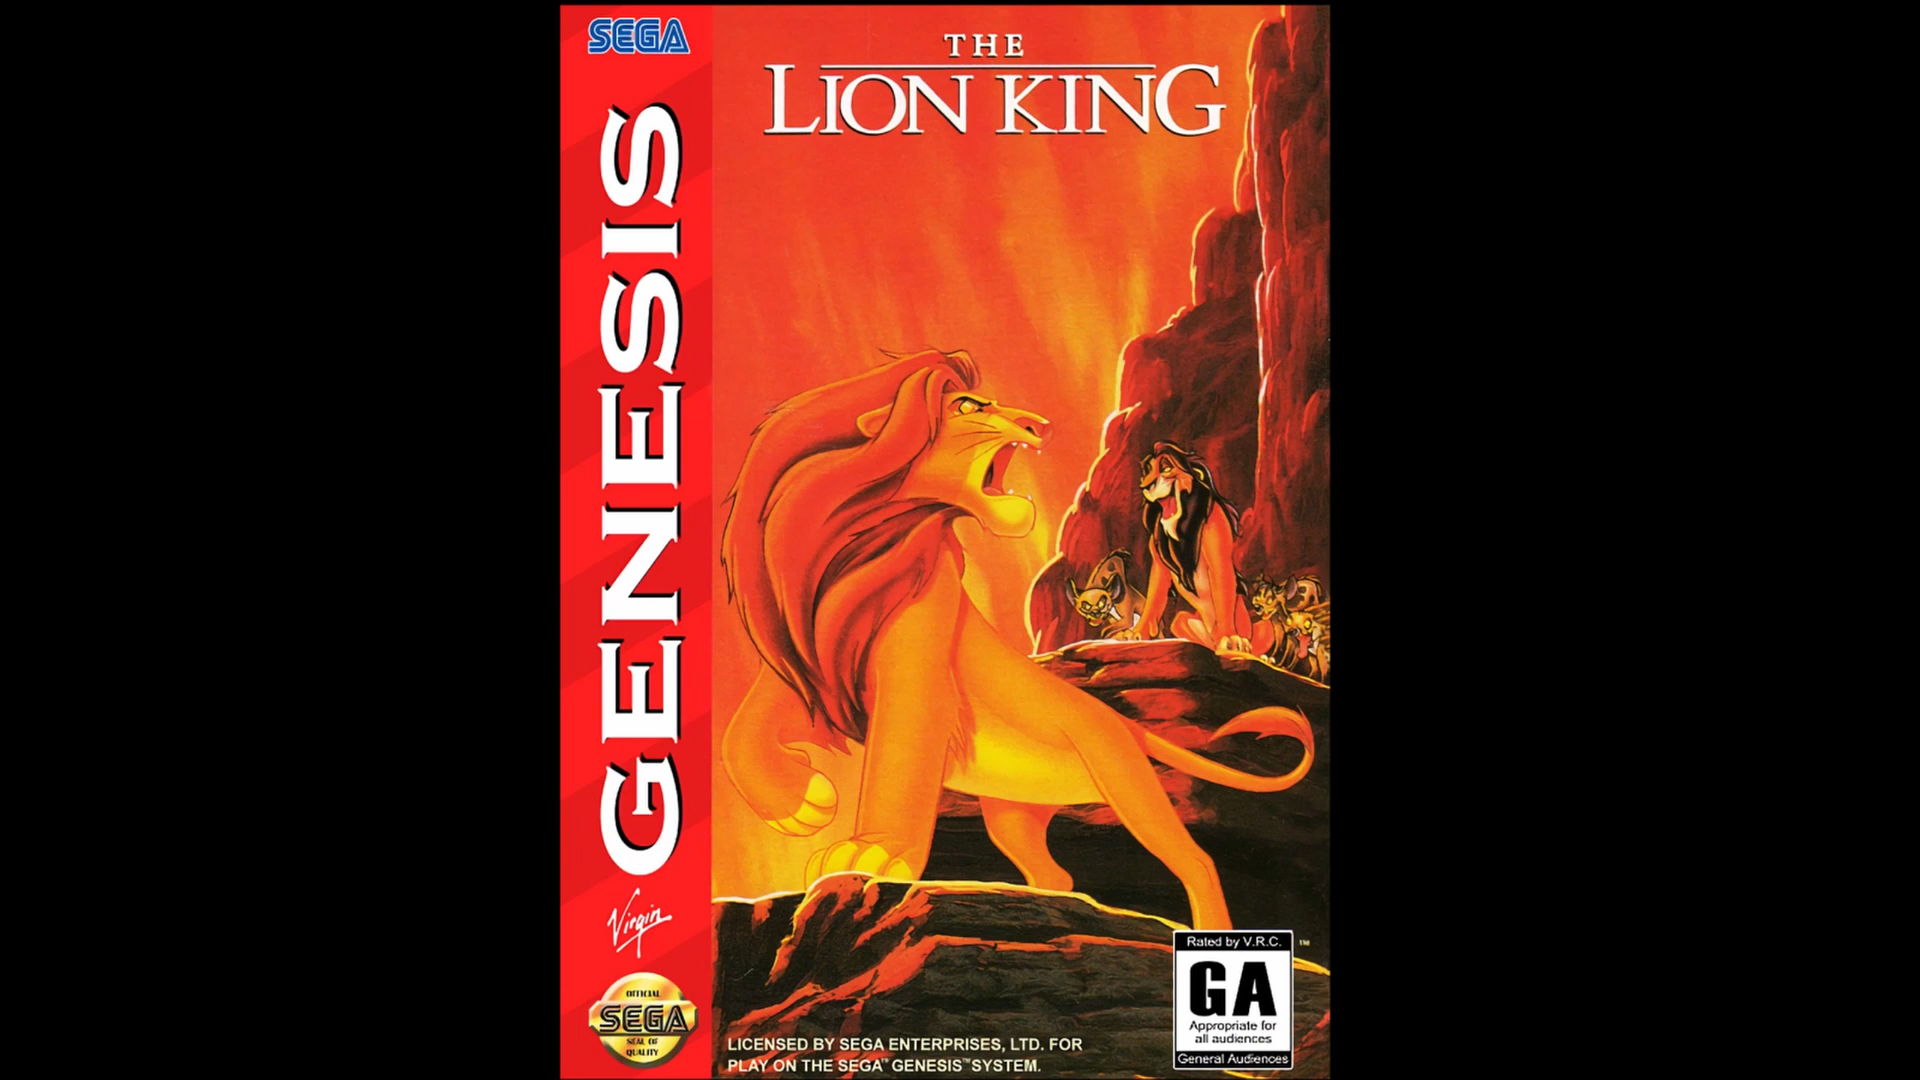 SEGA
GENESIS
Virgin
OFFICIAL
SEGA
SEAL OF
QUALITY
THE
LION KING
LICENSED BY SEGA ENTERPRISES, LTD. FOR
PLAY ON THE SEGA™ GENESIS™ SYSTEM.
Rated by V.R.C. ™
GA
Appropriate for
all audiences
General Audiences